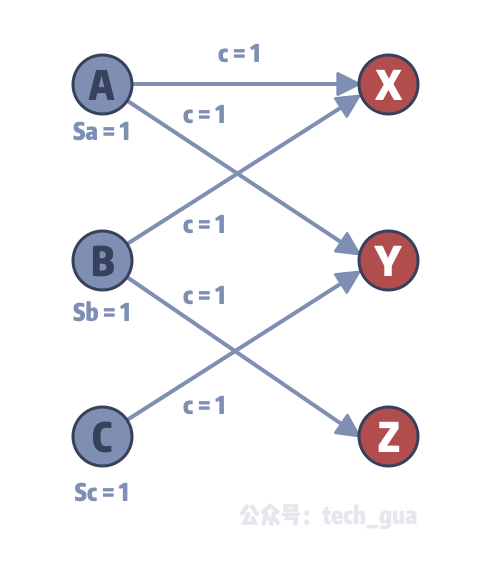 c = 1
A
X
c = 1
Sa = 1
c = 1
B
Y
c = 1
Sb = 1
c = 1
C
Z
Sc = 1
公众号：tech_gua